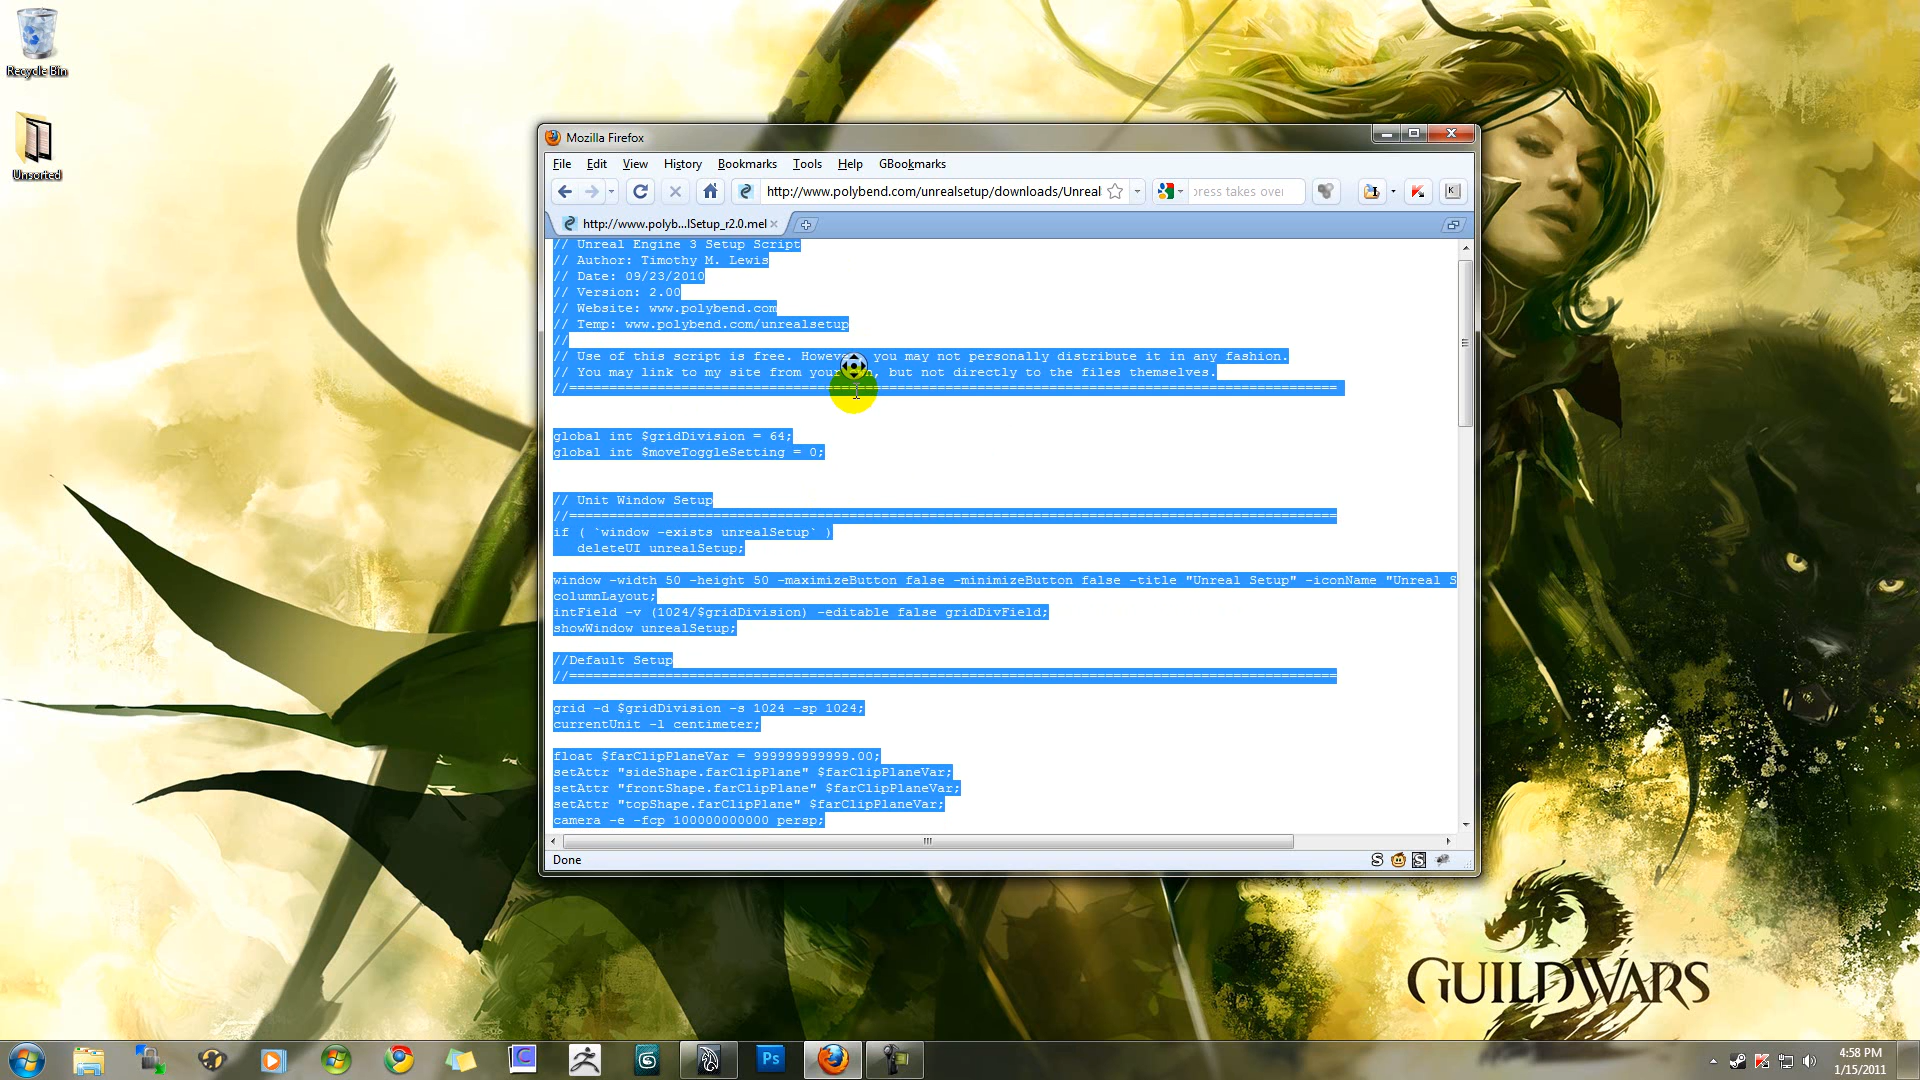 Recycle Bin
Unsorted
Mozilla Firefox
File Edit View History Bookmarks Tools Help GBookmarks
http://www.polybend.com/unrealsetup/downloads/Unreal
press takes over
http://www.polyb...lSetup_r2.0.mel
// Unreal Engine 3 Setup Script
// Author: Timothy M. Lewis
// Date: 09/23/2010
// Version: 2.00
// Website: www.polybend.com
// Temp: www.polybend.com/unrealsetup
//
// Use of this script is free. However, you may not personally distribute it in any fashion.
// You may link to my site from your, but not directly to the files themselves.
//================================================================================================
global int $gridDivision = 64;
global int $moveToggleSetting = 0;
// Unit Window Setup
//================================================================================================
if ( `window -exists unrealSetup` )
deleteUI unrealSetup;
window -width 50 -height 50 -maximizeButton false -minimizeButton false -title "Unreal Setup" -iconName "Unreal S
columnLayout;
intField -v (1024/$gridDivision) -editable false gridDivField;
showWindow unrealSetup;
//Default Setup
//================================================================================================
grid -d $gridDivision -s 1024 -sp 1024;
currentUnit -l centimeter;
float $farClipPlaneVar = 999999999999.00;
setAttr "sideShape.farClipPlane" $farClipPlaneVar;
setAttr "frontShape.farClipPlane" $farClipPlaneVar;
setAttr "topShape.farClipPlane" $farClipPlaneVar;
camera -e -fcp 100000000000 persp;
Done
GUILDWARS
Ps
4:58 PM
1/15/2011